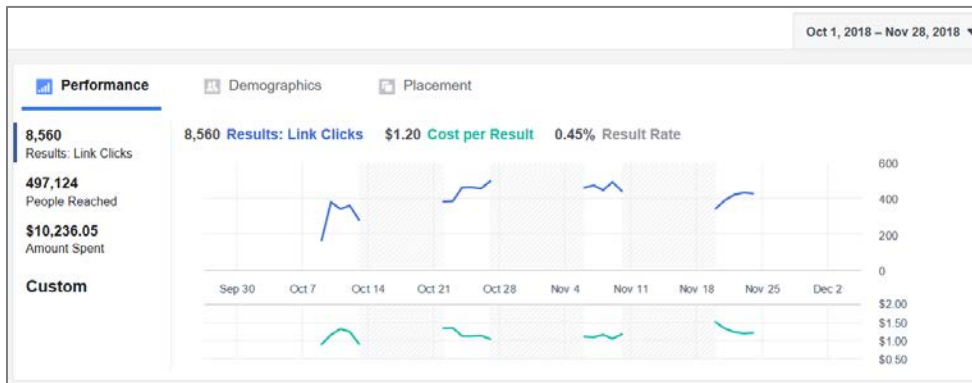 Oct 1, 2018 – Nov 28, 2018
Performance Demographics Placement
8,560
Results: Link Clicks
497,124
People Reached
$10,236.05
Amount Spent
Custom
8,560 Results: Link Clicks $1.20 Cost per Result 0.45% Result Rate
600
400
200
0
Sep 30 Oct 7 Oct 14 Oct 21 Oct 28 Nov 4 Nov 11 Nov 18 Nov 25 Dec 2
$2.00
$1.50
$1.00
$0.50